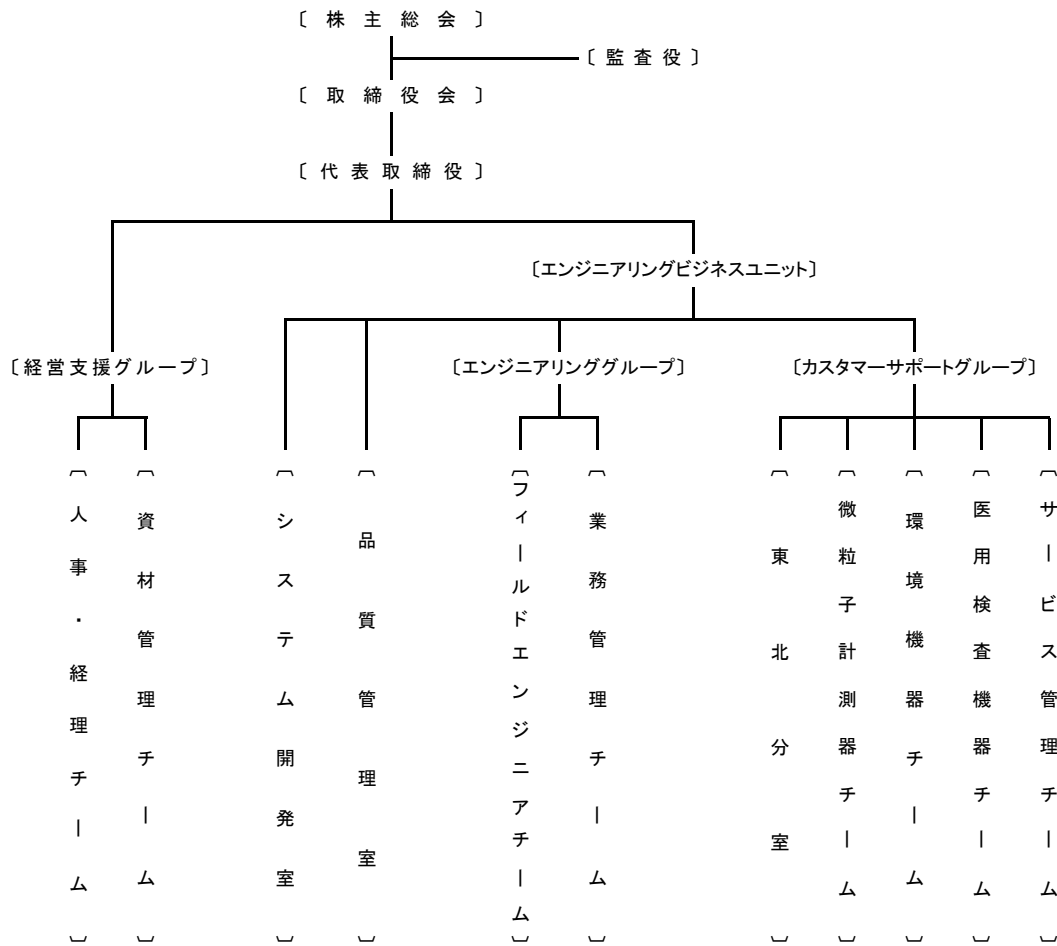 〔株主総会〕
〔監査役〕
〔取締役会〕
〔代表取締役〕
〔エンジニアリングビジネスユニット〕
〔経営支援グループ〕
〔エンジニアリンググループ〕
〔カスタマーサポートグループ〕
〔人事・経理チーム〕
〔資材管理チーム〕
〔システム開発室〕
〔品質管理室〕
〔フィールドエンジニアチーム〕
〔業務管理チーム〕
〔東北分室〕
〔微粒子計測器チーム〕
〔環境機器チーム〕
〔医用検査機器チーム〕
〔サービス管理チーム〕